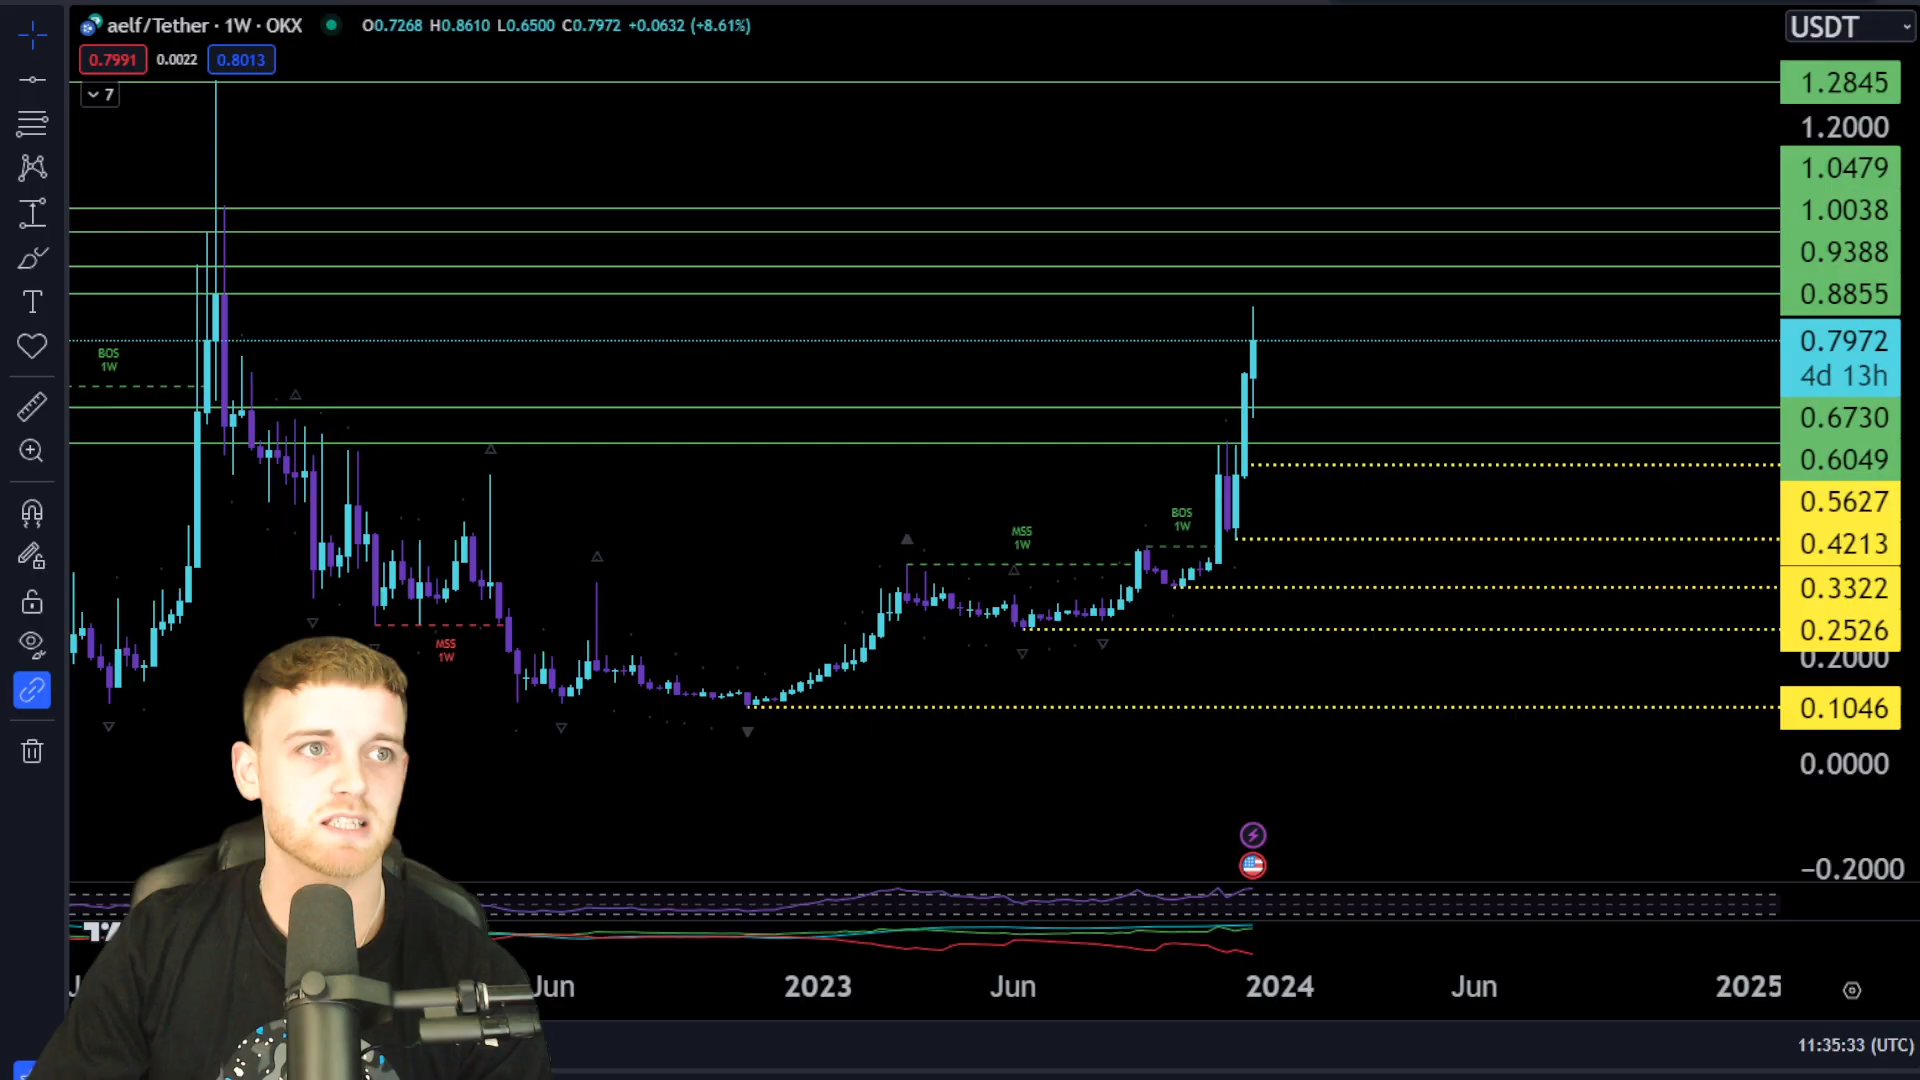 aelf/Tether · 1W · OKX
O0.7268 H0.8610 L0.6500 C0.7972 +0.0632 (+8.61%)
USDT
0.7991 0.0022 0.8013
7
1.2845
1.2000
1.0479
1.0038
0.9388
0.8855
0.7972
4d 13h
0.6730
0.6049
0.5627
0.4213
0.3322
0.2526
0.2000
0.1046
0.0000
−0.2000
BOS
1W
MSS
1W
MSS
1W
BOS
1W
Jun 2023 Jun 2024 Jun 2025
11:35:33 (UTC)